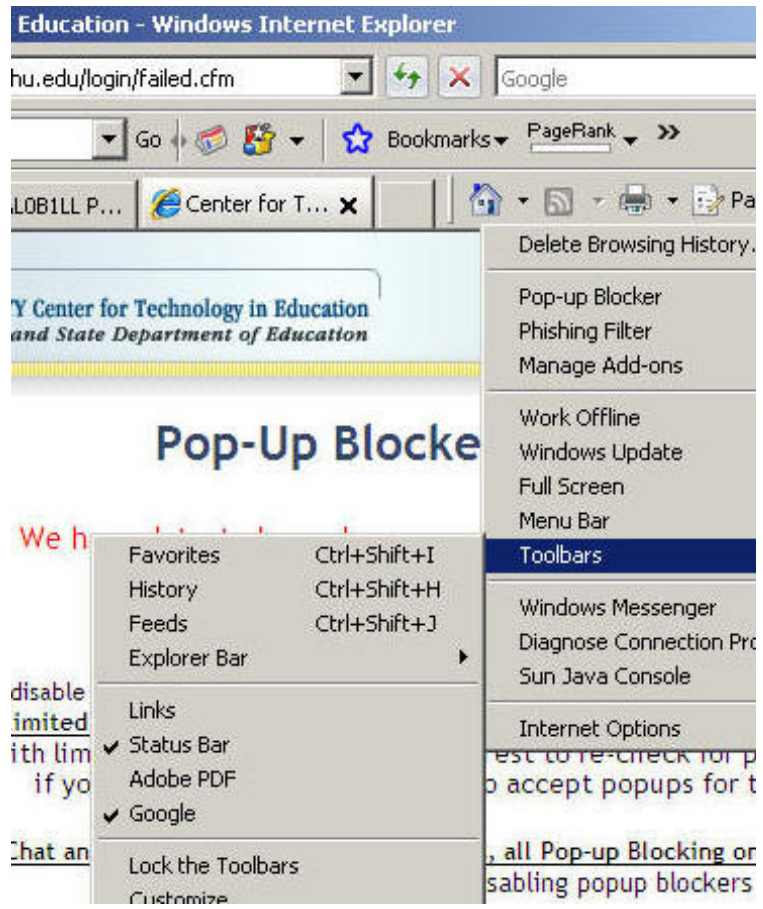 Education - Windows Internet Explorer
hu.edu/login/failed.cfm
Google
Go
Bookmarks
PageRank
»
LOB1LL P...
Center for T...
Pa
Delete Browsing History.
Y Center for Technology in Education
and State Department of Education
Pop-up Blocker
Phishing Filter
Manage Add-ons
Work Offline
Windows Update
Full Screen
Menu Bar
Toolbars
Windows Messenger
Diagnose Connection Pro
Sun Java Console
Internet Options
Pop-Up Blocke
We h
Favorites Ctrl+Shift+I
History Ctrl+Shift+H
Feeds Ctrl+Shift+J
Explorer Bar
Links
Status Bar
Adobe PDF
Google
Lock the Toolbars
Customize
disable
imited
ith lim
est to re-check for p
if yo
o accept popups for t
Chat an
, all Pop-up Blocking or
sabling popup blockers